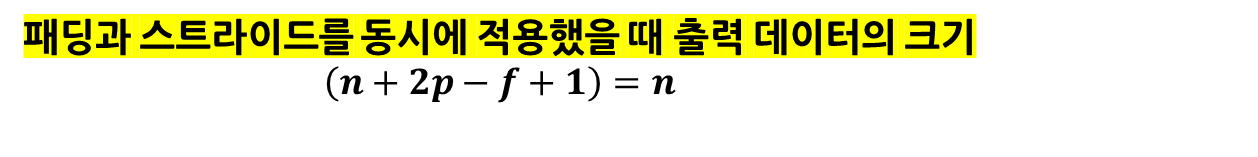 패딩과 스트라이드를 동시에 적용했을 때 출력 데이터의 크기
(n + 2p − f + 1) = n